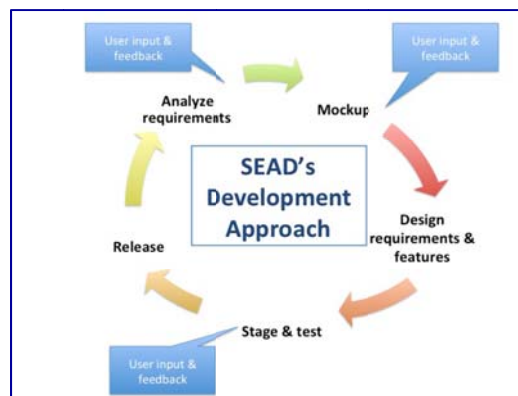 User input &
feedback
User input &
feedback
Analyze
requirements
Mockup
SEAD's
Development
Approach
Design
requirements &
features
Release
Stage & test
User input &
feedback